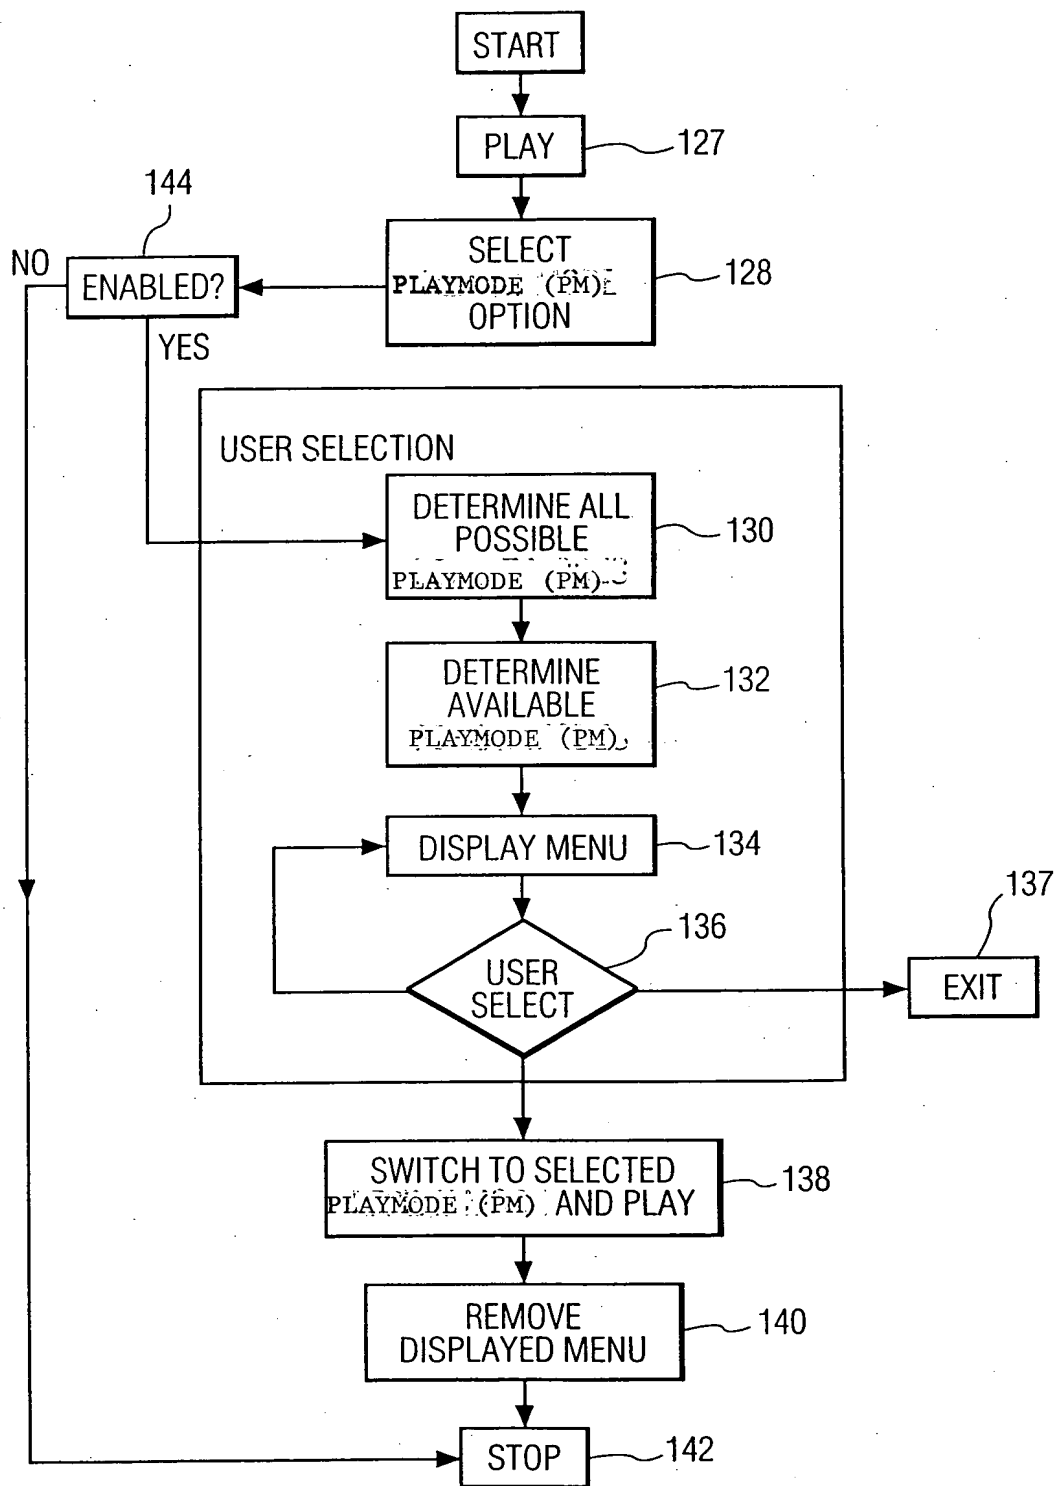 START
PLAY
127
144
NO
ENABLED?
SELECT
PLAYMODE (PM)
OPTION
128
YES
USER SELECTION
DETERMINE ALL
POSSIBLE
PLAYMODE (PM)
130
DETERMINE
AVAILABLE
PLAYMODE (PM)
132
DISPLAY MENU
134
136
137
USER
SELECT
EXIT
SWITCH TO SELECTED
PLAYMODE (PM) AND PLAY
138
REMOVE
DISPLAYED MENU
140
STOP
142